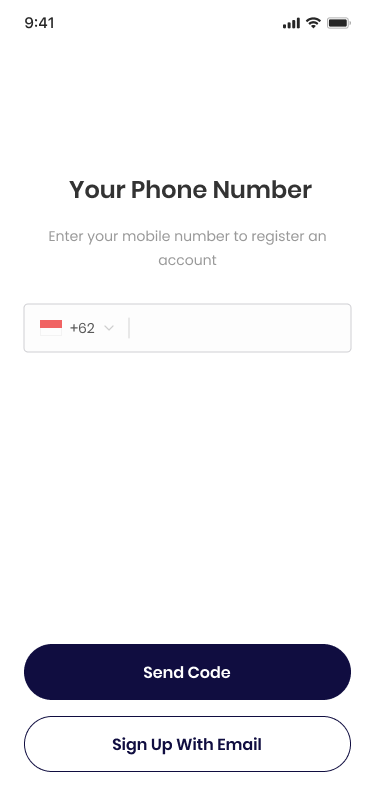 9:41
Your Phone Number
Enter your mobile number to register an
account
+62
Send Code
Sign Up With Email